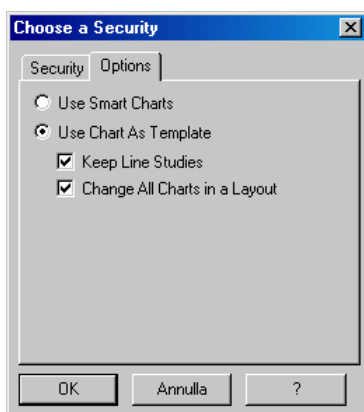 Choose a Security
Security Options
Use Smart Charts
Use Chart As Template
Keep Line Studies
Change All Charts in a Layout
OK Annulla ?